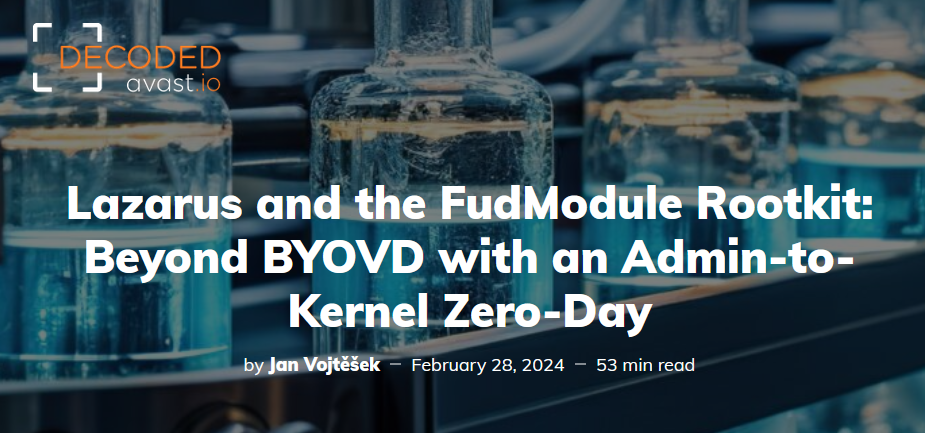 DECODED
avast.io
Lazarus and the FudModule Rootkit:
Beyond BYOVD with an Admin-to-
Kernel Zero-Day
by Jan Vojtěšek — February 28, 2024 — 53 min read